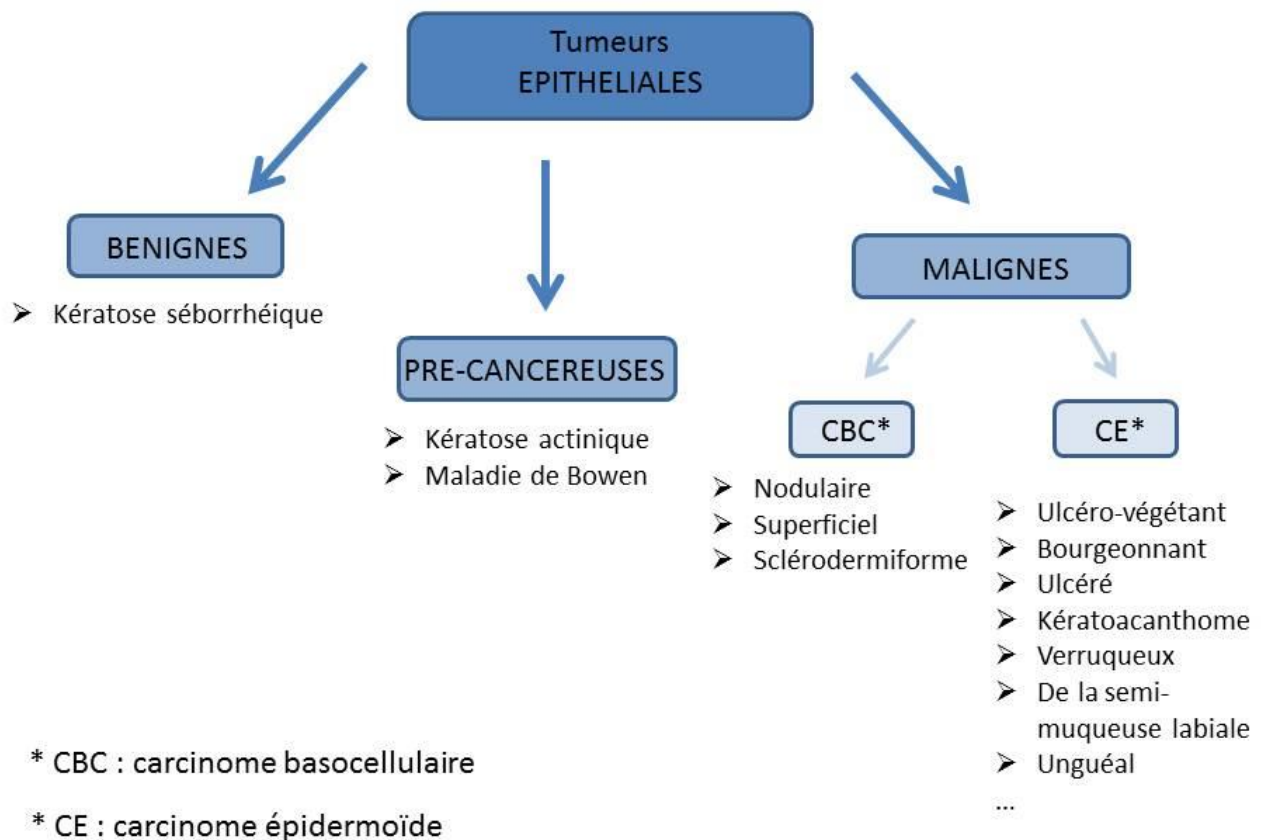 Tumeurs
EPITHELIALES
BENIGNES
➢ Kératose séborrhéique
PRE-CANCEREUSES
➢ Kératose actinique
➢ Maladie de Bowen
MALIGNES
CBC*
➢ Nodulaire
➢ Superficiel
➢ Sclérodermiforme
CE*
➢ Ulcéro-végétant
➢ Bourgeonnant
➢ Ulcéré
➢ Kératoacanthome
➢ Verruqueux
➢ De la semi-
muqueuse labiale
➢ Unguéal
...
* CBC : carcinome basocellulaire
* CE : carcinome épidermoïde